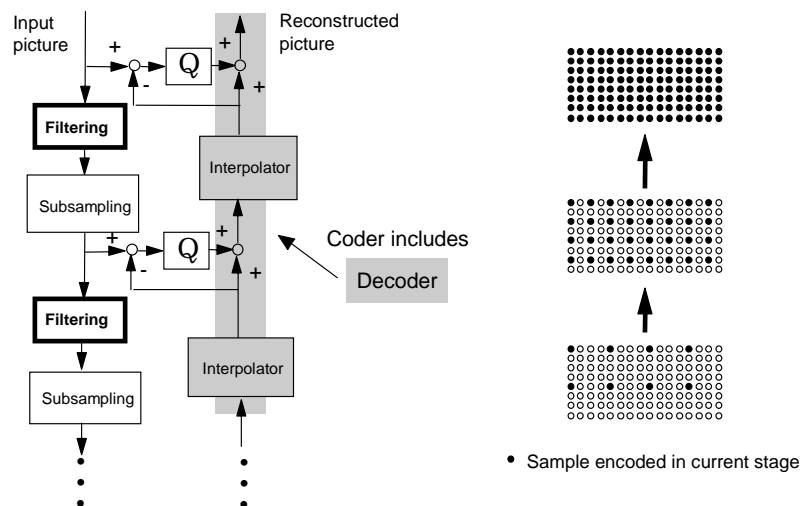 Input
picture
Reconstructed
picture
+
+
Q
-
+
Filtering
Interpolator
Subsampling
+
+
Q
-
+
Coder includes
Decoder
Filtering
Interpolator
Subsampling
• Sample encoded in current stage